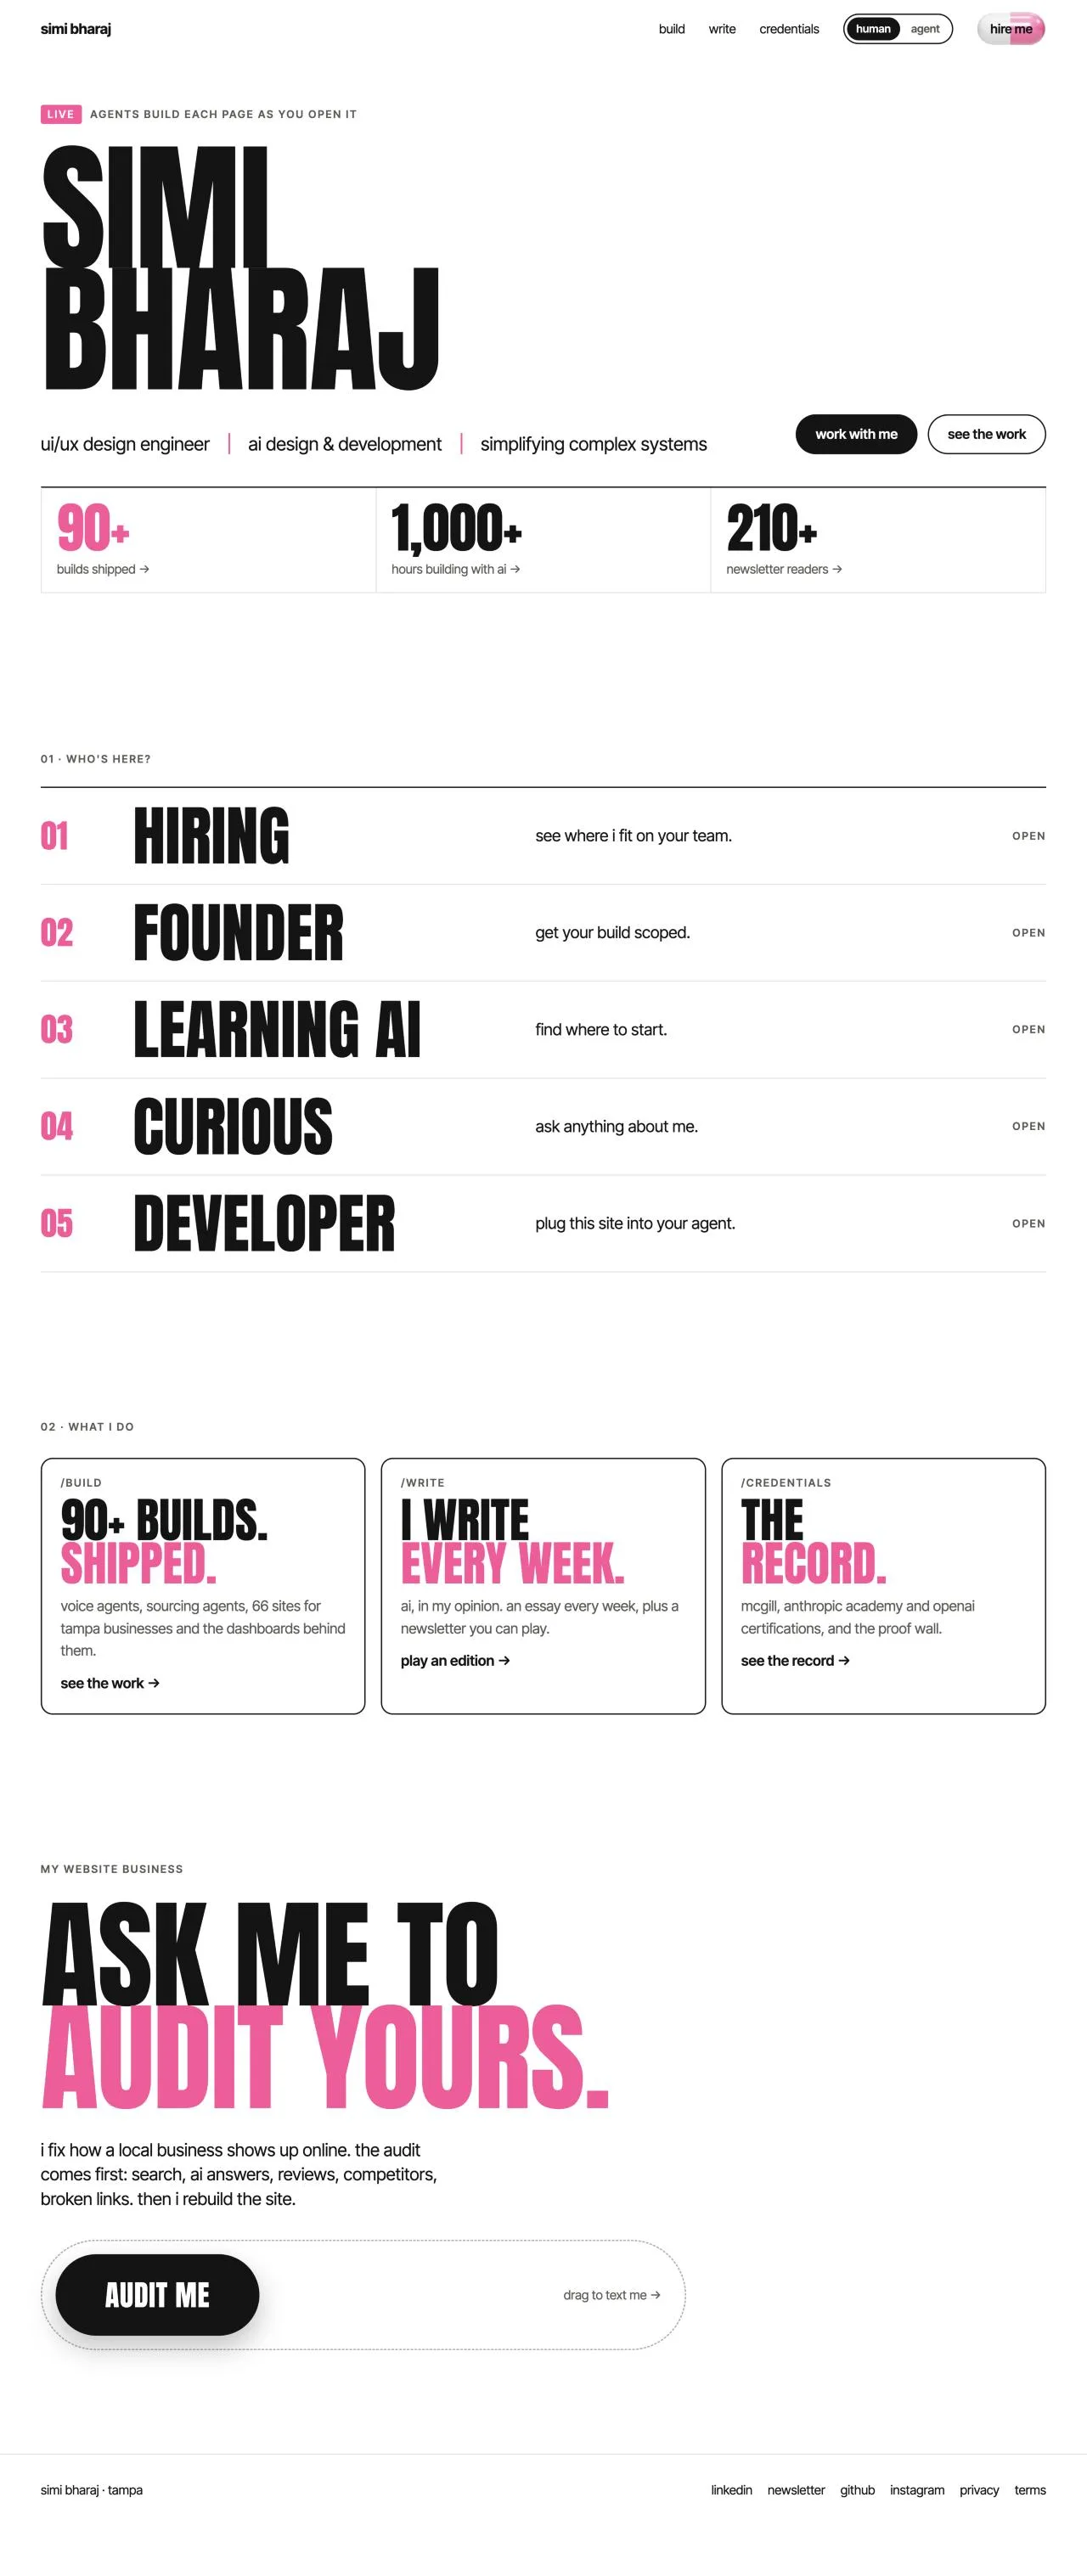 simi bharaj
build write credentials human agent hire me
LIVE AGENTS BUILD EACH PAGE AS YOU OPEN IT
SIMI
BHARAJ
ui/ux design engineer | ai design & development | simplifying complex systems
work with me see the work
90+ 1,000+ 210+
builds shipped → hours building with ai → newsletter readers →
01 · WHO'S HERE?
01 HIRING see where i fit on your team. OPEN
02 FOUNDER get your build scoped. OPEN
03 LEARNING AI find where to start. OPEN
04 CURIOUS ask anything about me. OPEN
05 DEVELOPER plug this site into your agent. OPEN
02 · WHAT I DO
/BUILD
90+ BUILDS.
SHIPPED.
voice agents, sourcing agents, 66 sites for
tampa businesses and the dashboards behind
them.
see the work →
/WRITE
I WRITE
EVERY WEEK.
ai, in my opinion. an essay every week, plus a
newsletter you can play.
play an edition →
/CREDENTIALS
THE
RECORD.
mcgill, anthropic academy and openai
certifications, and the proof wall.
see the record →
MY WEBSITE BUSINESS
ASK ME TO
AUDIT YOURS.
i fix how a local business shows up online. the audit
comes first: search, ai answers, reviews, competitors,
broken links. then i rebuild the site.
AUDIT ME drag to text me →
simi bharaj · tampa
linkedin newsletter github instagram privacy terms